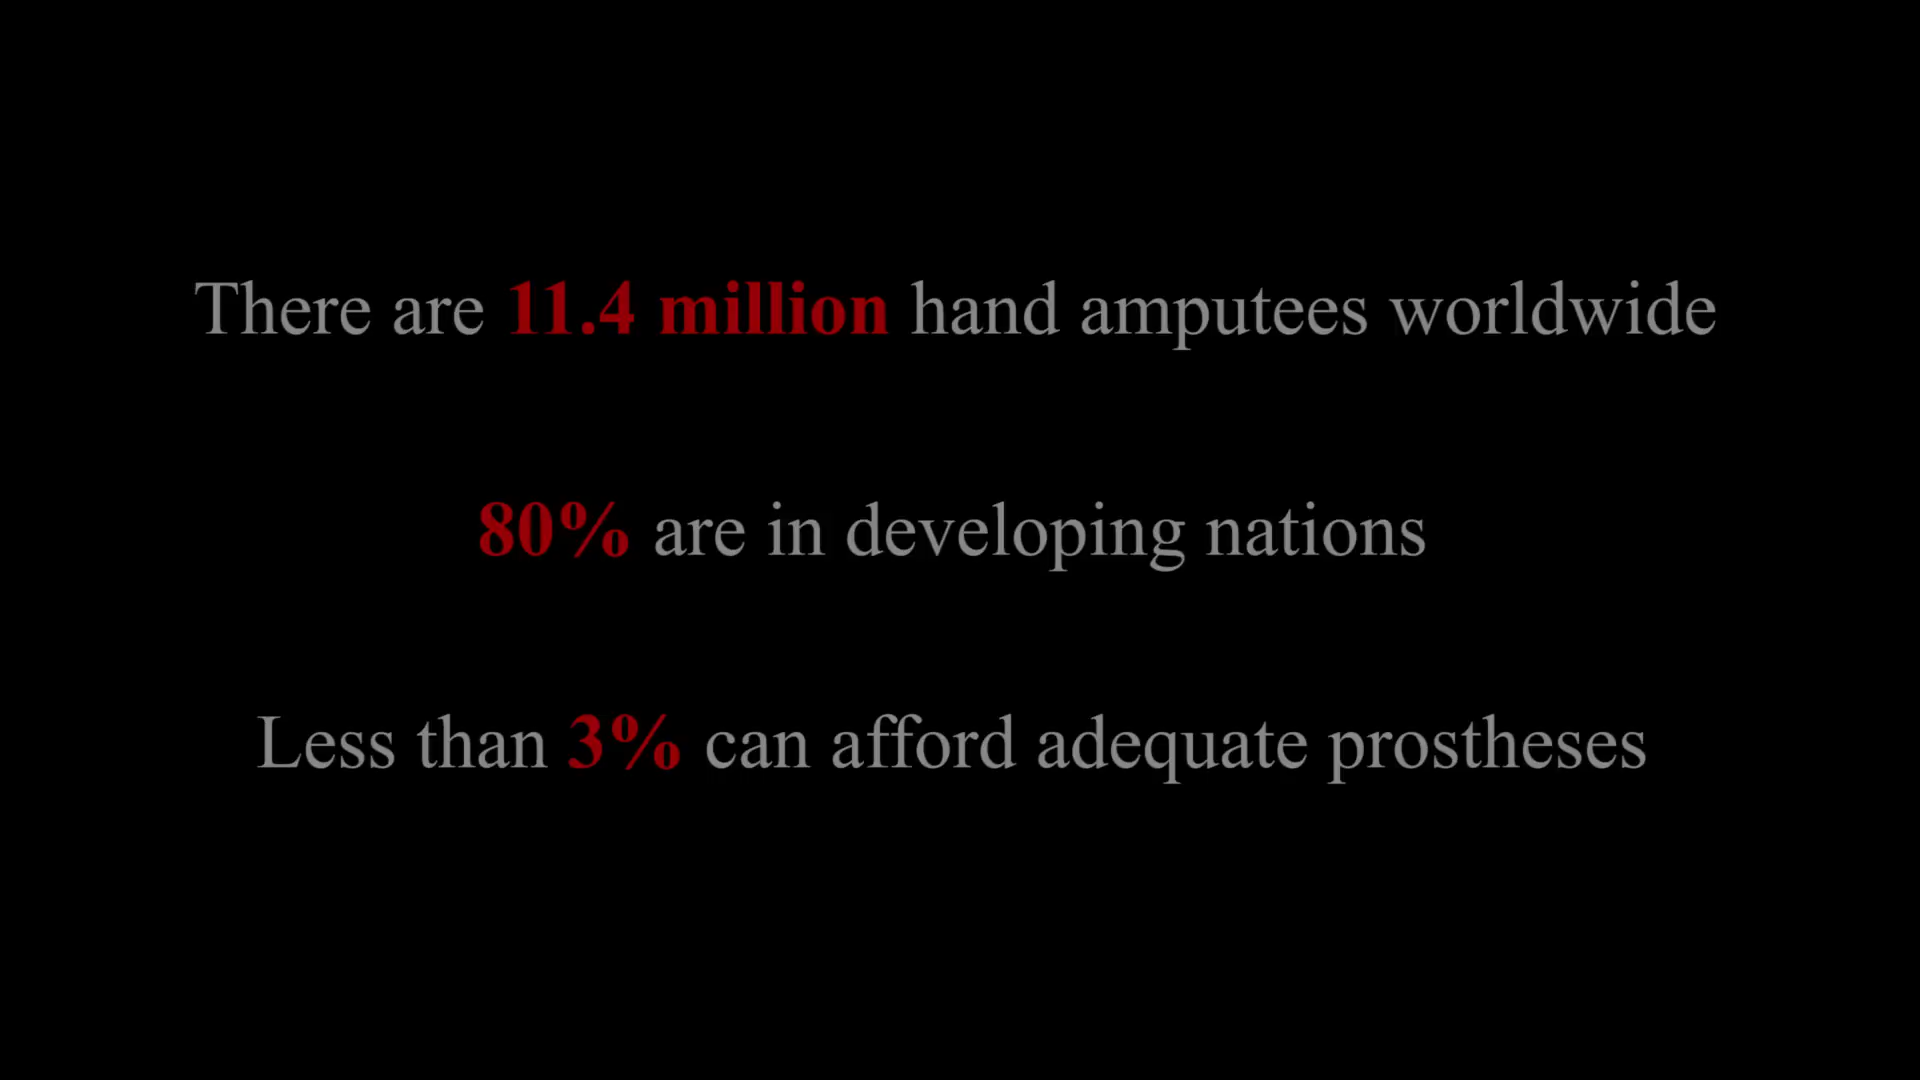 There are 11.4 million hand amputees worldwide
80% are in developing nations
Less than 3% can afford adequate prostheses